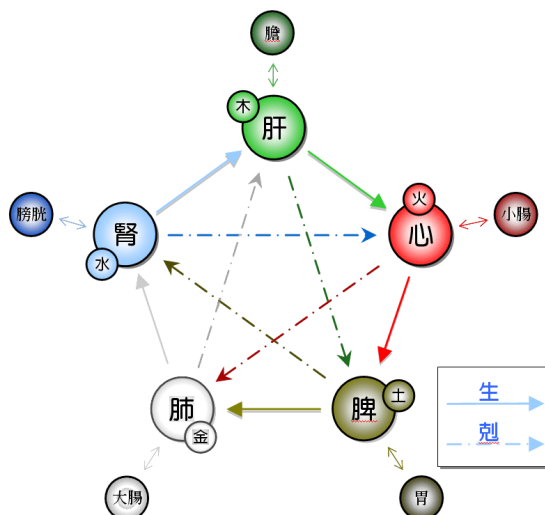 膽
木
肝
火
心
小腸
膀胱
腎
水
肺
金
脾
土
大腸
胃
生
剋